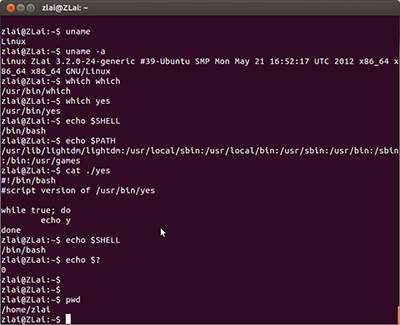 zlai@ZLai: ~
zlai@ZLai:~$ uname
Linux
zlai@ZLai:~$ uname -a
Linux ZLai 3.2.0-24-generic #39-Ubuntu SMP Mon May 21 16:52:17 UTC 2012 x86_64 x
86_64 x86_64 GNU/Linux
zlai@ZLai:~$ which which
/usr/bin/which
zlai@ZLai:~$ which yes
/usr/bin/yes
zlai@ZLai:~$ echo $SHELL
/bin/bash
zlai@ZLai:~$ echo $PATH
/usr/lib/lightdm/lightdm:/usr/local/sbin:/usr/local/bin:/usr/sbin:/usr/bin:/sbin
:/bin:/usr/games
zlai@ZLai:~$ cat ./yes
#!/bin/bash
#script version of /usr/bin/yes
while true; do
echo y
done
zlai@ZLai:~$ echo $SHELL
/bin/bash
zlai@ZLai:~$ echo $?
0
zlai@ZLai:~$
zlai@ZLai:~$
zlai@ZLai:~$ pwd
/home/zlai
zlai@ZLai:~$